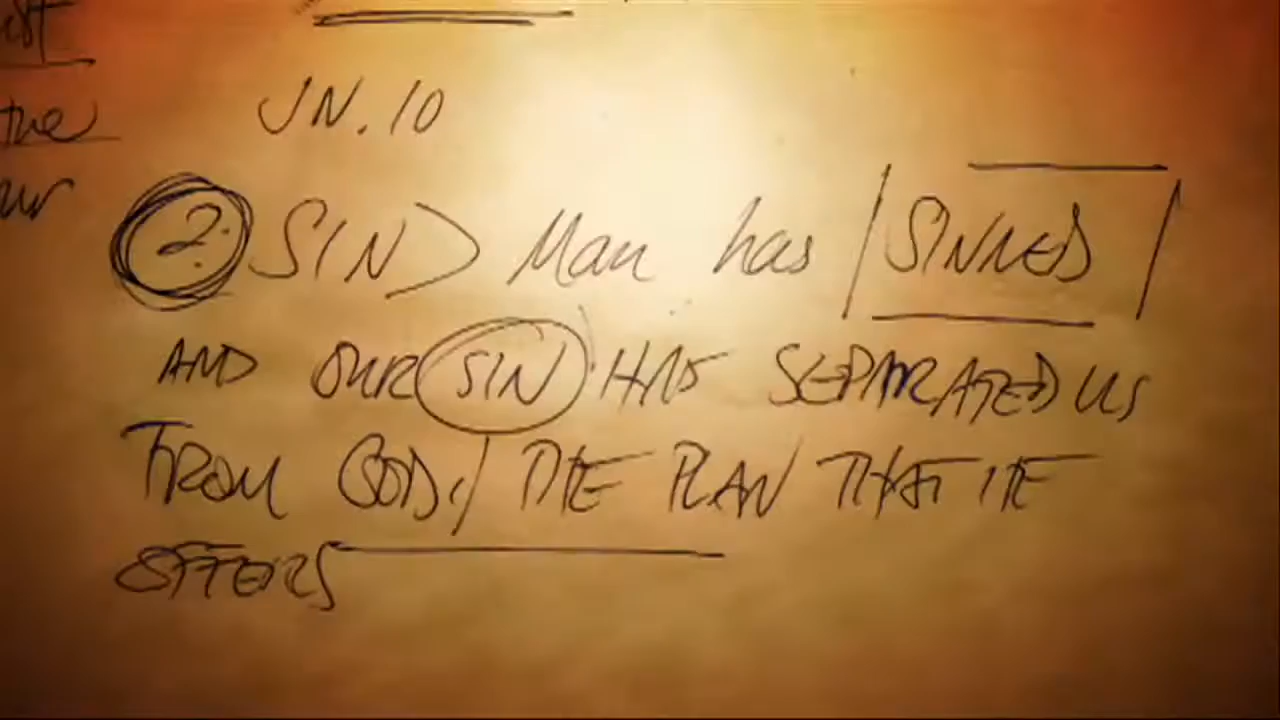 the
JN. 10
2. SIN) Man has | SINNED |
AND OUR SIN HAS SEPARATED US
FROM GOD. / THE PLAN THAT HE
OFFERS